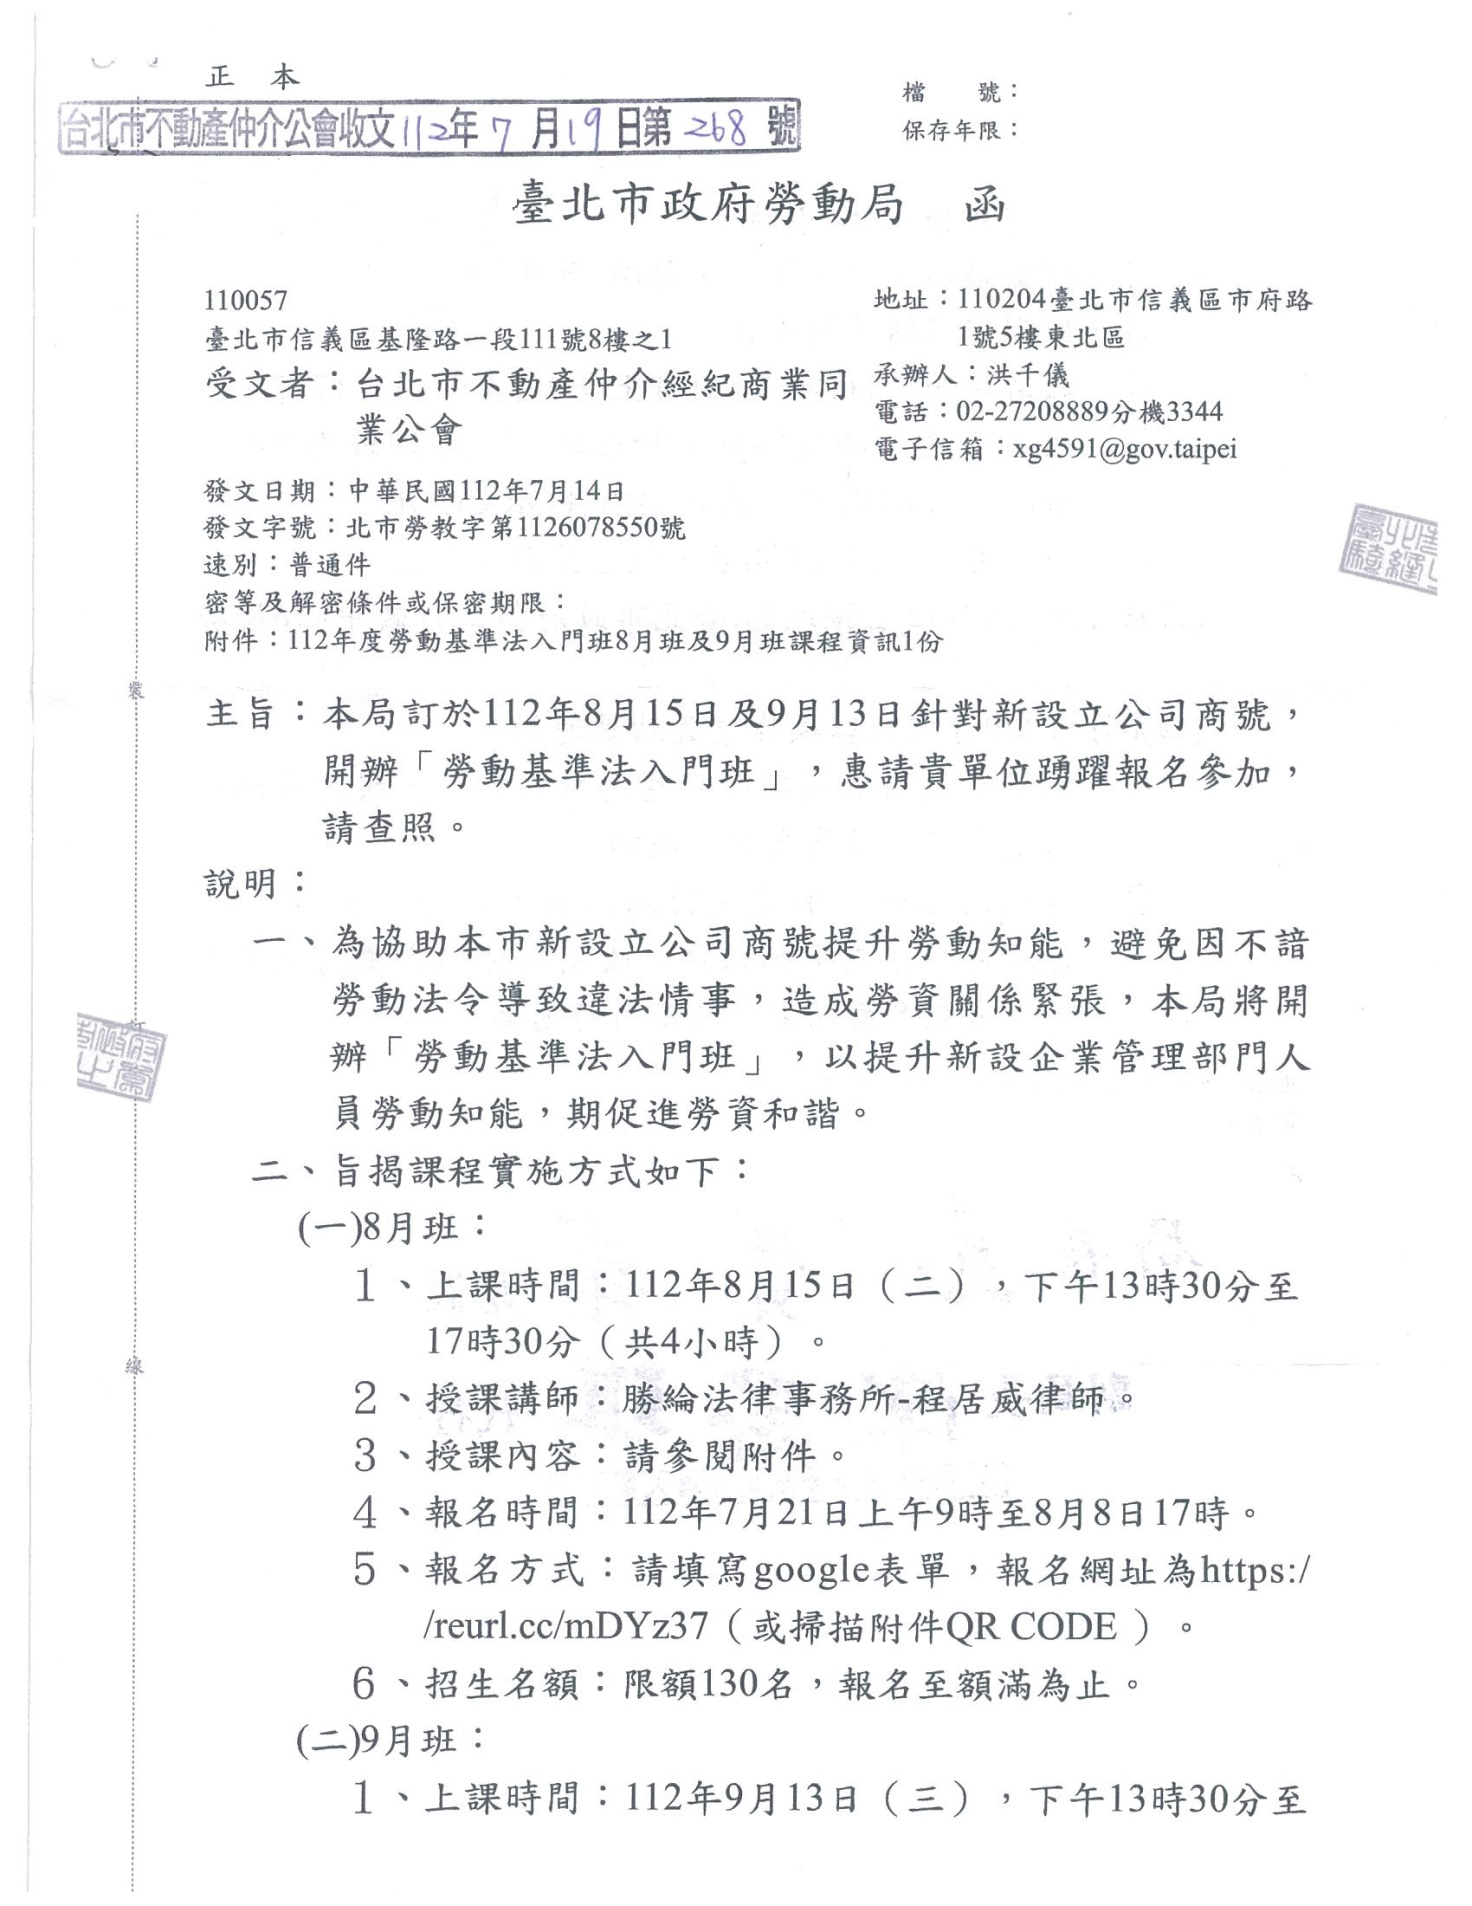 正　本
檔　　號：
保存年限：
台北市不動產仲介公會收文112年7月19日第268號
臺北市政府勞動局　函
110057
臺北市信義區基隆路一段111號8樓之1
受文者：台北市不動產仲介經紀商業同
業公會
地址：110204臺北市信義區市府路
1號5樓東北區
承辦人：洪千儀
電話：02-27208889分機3344
電子信箱：xg4591@gov.taipei
發文日期：中華民國112年7月14日
發文字號：北市勞教字第1126078550號
速別：普通件
密等及解密條件或保密期限：
附件：112年度勞動基準法入門班8月班及9月班課程資訊1份
裝
主旨：本局訂於112年8月15日及9月13日針對新設立公司商號，
開辦「勞動基準法入門班」，惠請貴單位踴躍報名參加，
請查照。
說明：
一、為協助本市新設立公司商號提升勞動知能，避免因不諳
勞動法令導致違法情事，造成勞資關係緊張，本局將開
辦「勞動基準法入門班」，以提升新設企業管理部門人
員勞動知能，期促進勞資和諧。
訂
二、旨揭課程實施方式如下：
(一)8月班：
1、上課時間：112年8月15日（二），下午13時30分至
17時30分（共4小時）。
線
2、授課講師：勝綸法律事務所-程居威律師。
3、授課內容：請參閱附件。
4、報名時間：112年7月21日上午9時至8月8日17時。
5、報名方式：請填寫google表單，報名網址為https:/
/reurl.cc/mDYz37（或掃描附件QR CODE）。
6、招生名額：限額130名，報名至額滿為止。
(二)9月班：
1、上課時間：112年9月13日（三），下午13時30分至